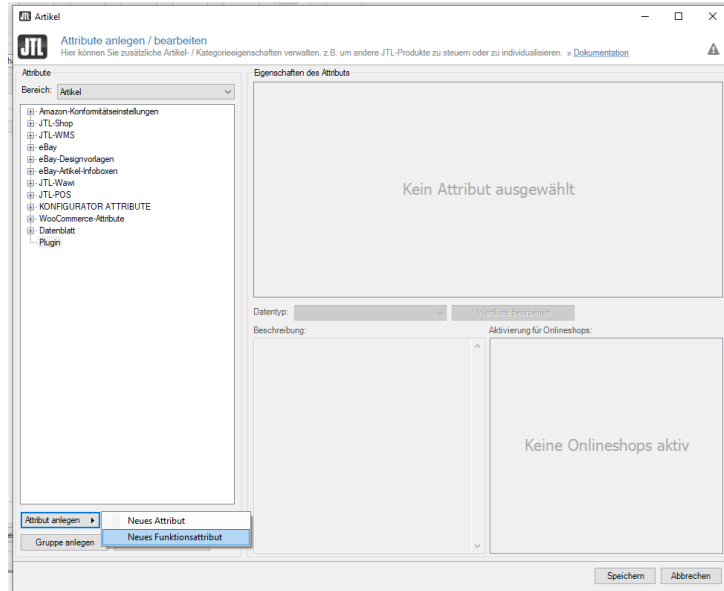 Artikel
JTL
Attribute anlegen / bearbeiten
Hier können Sie zusätzliche Artikel- / Kategorieeigenschaften verwalten, z.B. um andere JTL-Produkte zu steuern oder zu individualisieren. » Dokumentation
Attribute
Bereich: Artikel
Amazon-Konformitätseinstellungen
JTL-Shop
JTL-WMS
eBay
eBay-Designvorlagen
eBay-Artikel-Infoboxen
JTL-Wawi
JTL-POS
KONFIGURATOR ATTRIBUTE
WooCommerce-Attribute
Datenblatt
Plugin
Attribut anlegen
Neues Attribut
Neues Funktionsattribut
Gruppe anlegen
Eigenschaften des Attributs
Kein Attribut ausgewählt
Datentyp:
Werteliste bearbeiten
Beschreibung:
Aktivierung für Onlineshops:
Keine Onlineshops aktiv
Speichern
Abbrechen